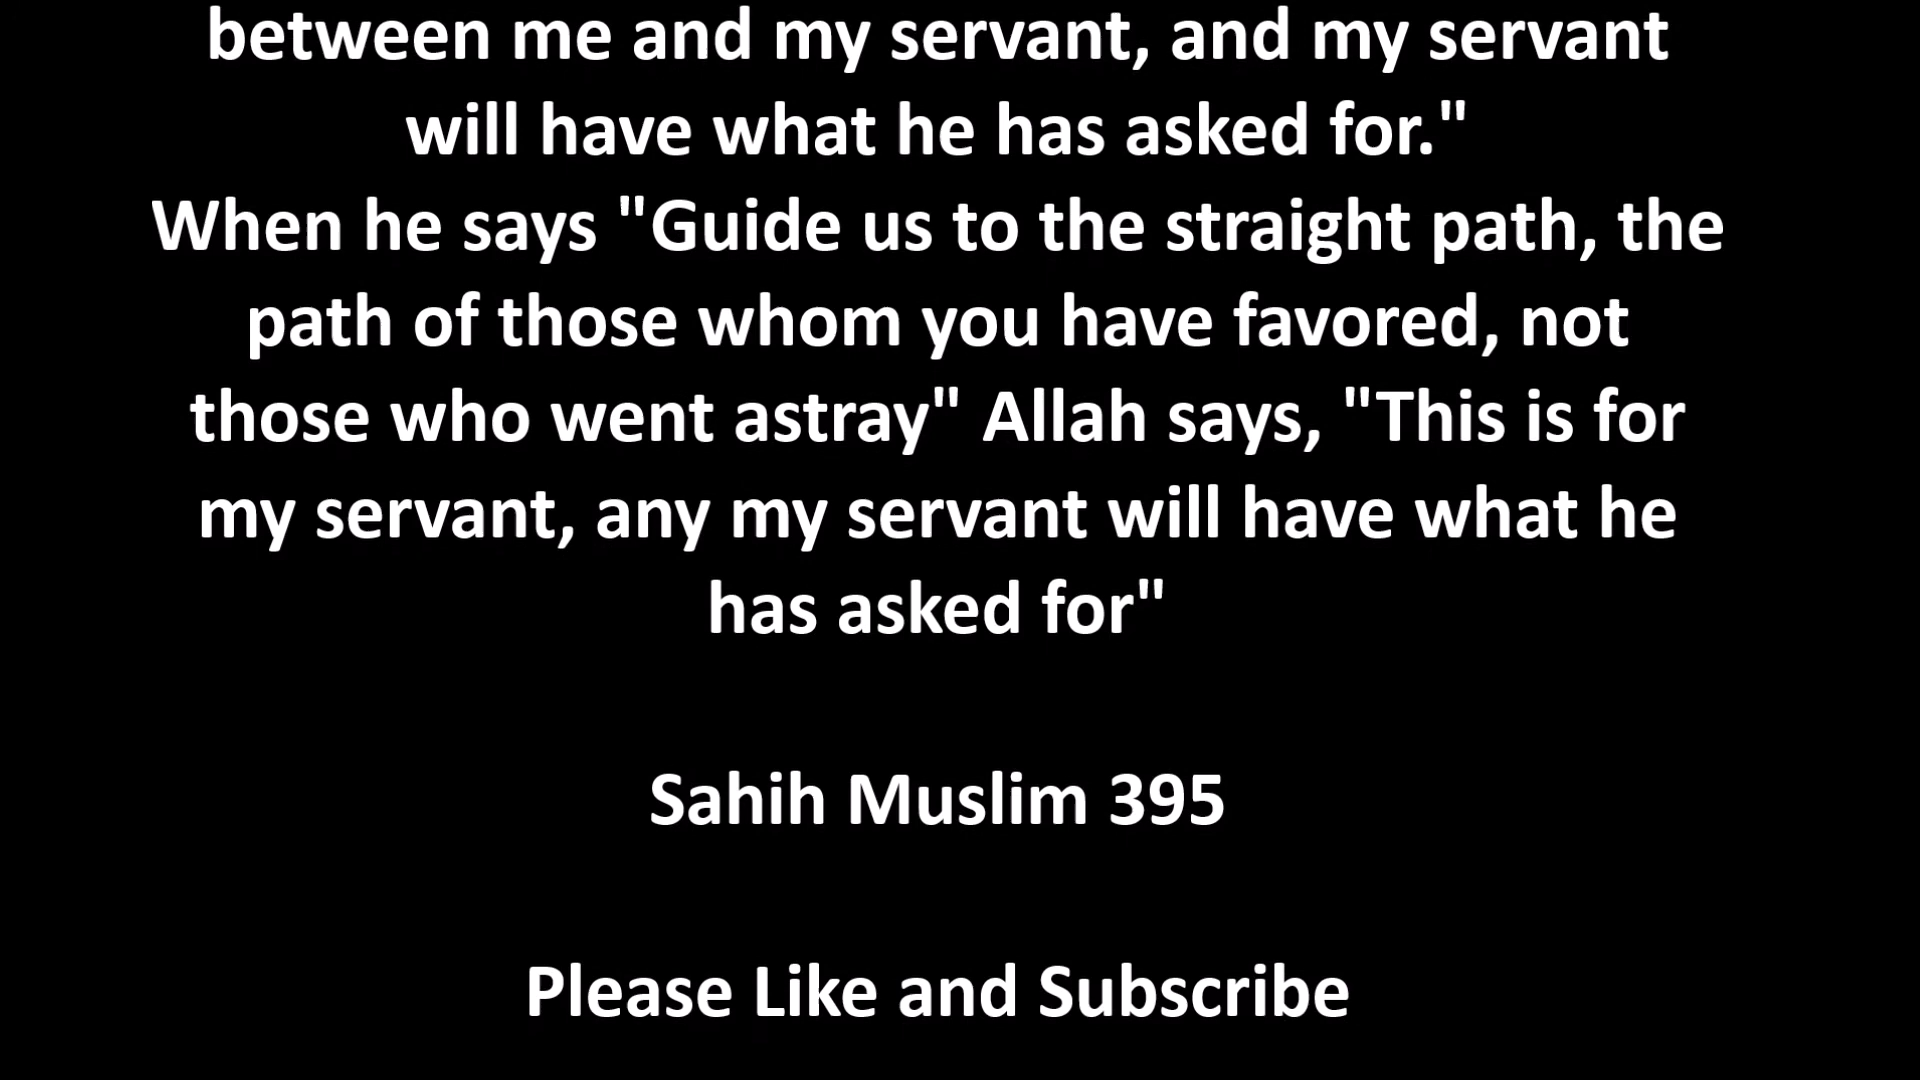 between me and my servant, and my servant
will have what he has asked for."
When he says "Guide us to the straight path, the
path of those whom you have favored, not
those who went astray" Allah says, "This is for
my servant, any my servant will have what he
has asked for"
Sahih Muslim 395
Please Like and Subscribe